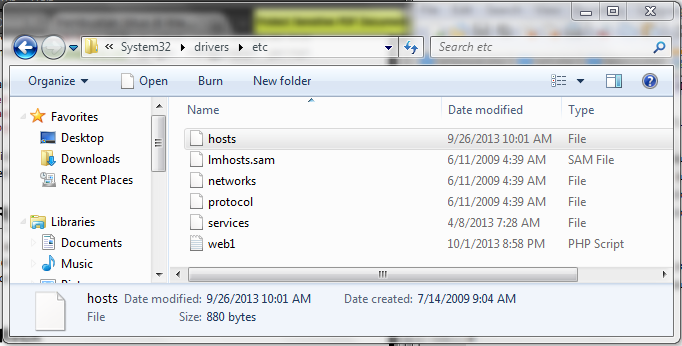 « System32 ▸ drivers ▸ etc
Search etc
Organize Open Burn New folder
Name Date modified Type
Favorites
Desktop
Downloads
Recent Places
Libraries
Documents
Music
hosts 9/26/2013 10:01 AM File
lmhosts.sam 6/11/2009 4:39 AM SAM File
networks 6/11/2009 4:39 AM File
protocol 6/11/2009 4:39 AM File
services 4/8/2013 7:28 AM File
web1 10/1/2013 8:58 PM PHP Script
hosts Date modified: 9/26/2013 10:01 AM Date created: 7/14/2009 9:04 AM
File Size: 880 bytes